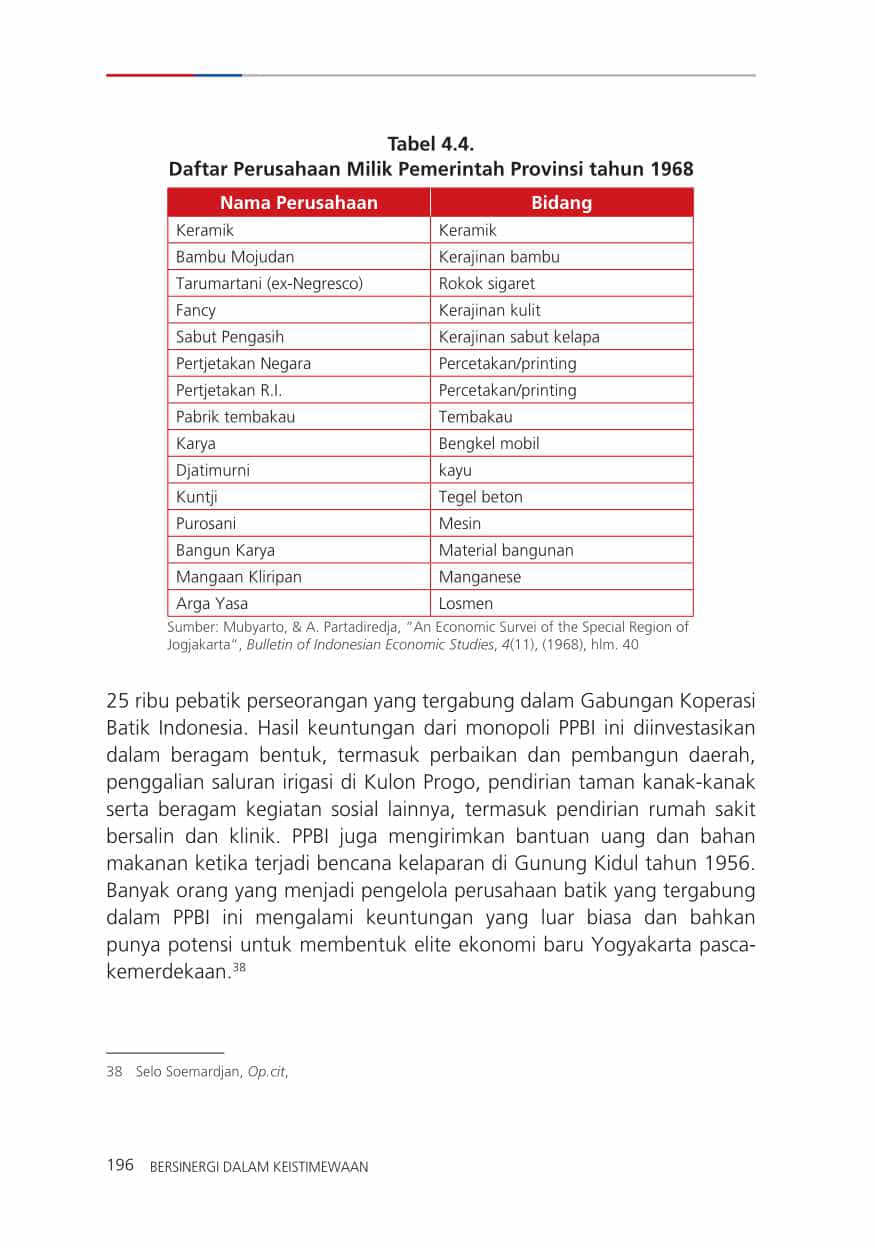 Tabel 4.4.
Daftar Perusahaan Milik Pemerintah Provinsi tahun 1968
Nama Perusahaan Bidang
Keramik Keramik
Bambu Mojudan Kerajinan bambu
Tarumartani (ex-Negresco) Rokok sigaret
Fancy Kerajinan kulit
Sabut Pengasih Kerajinan sabut kelapa
Pertjetakan Negara Percetakan/printing
Pertjetakan R.I. Percetakan/printing
Pabrik tembakau Tembakau
Karya Bengkel mobil
Djatimurni kayu
Kuntji Tegel beton
Purosani Mesin
Bangun Karya Material bangunan
Mangaan Kliripan Manganese
Arga Yasa Losmen
Sumber: Mubyarto, & A. Partadiredja, “An Economic Survei of the Special Region of
Jogjakarta”, Bulletin of Indonesian Economic Studies, 4(11), (1968), hlm. 40
25 ribu pebatik perseorangan yang tergabung dalam Gabungan Koperasi
Batik Indonesia. Hasil keuntungan dari monopoli PPBI ini diinvestasikan
dalam beragam bentuk, termasuk perbaikan dan pembangun daerah,
penggalian saluran irigasi di Kulon Progo, pendirian taman kanak-kanak
serta beragam kegiatan sosial lainnya, termasuk pendirian rumah sakit
bersalin dan klinik. PPBI juga mengirimkan bantuan uang dan bahan
makanan ketika terjadi bencana kelaparan di Gunung Kidul tahun 1956.
Banyak orang yang menjadi pengelola perusahaan batik yang tergabung
dalam PPBI ini mengalami keuntungan yang luar biasa dan bahkan
punya potensi untuk membentuk elite ekonomi baru Yogyakarta pasca-
kemerdekaan.38
38 Selo Soemardjan, Op.cit,
196 BERSINERGI DALAM KEISTIMEWAAN